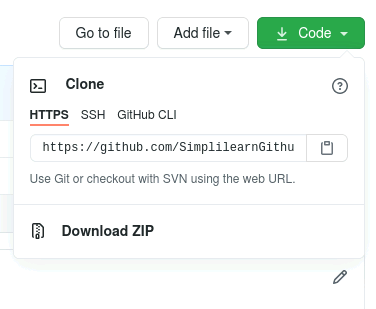 Go to file Add file Code
Clone
HTTPS SSH GitHub CLI
https://github.com/SimplilearnGithu
Use Git or checkout with SVN using the web URL.
Download ZIP